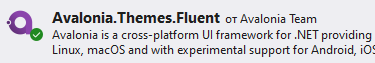 Avalonia.Themes.Fluent от Avalonia Team
Avalonia is a cross-platform UI framework for .NET providing
Linux, macOS and with experimental support for Android, iOS